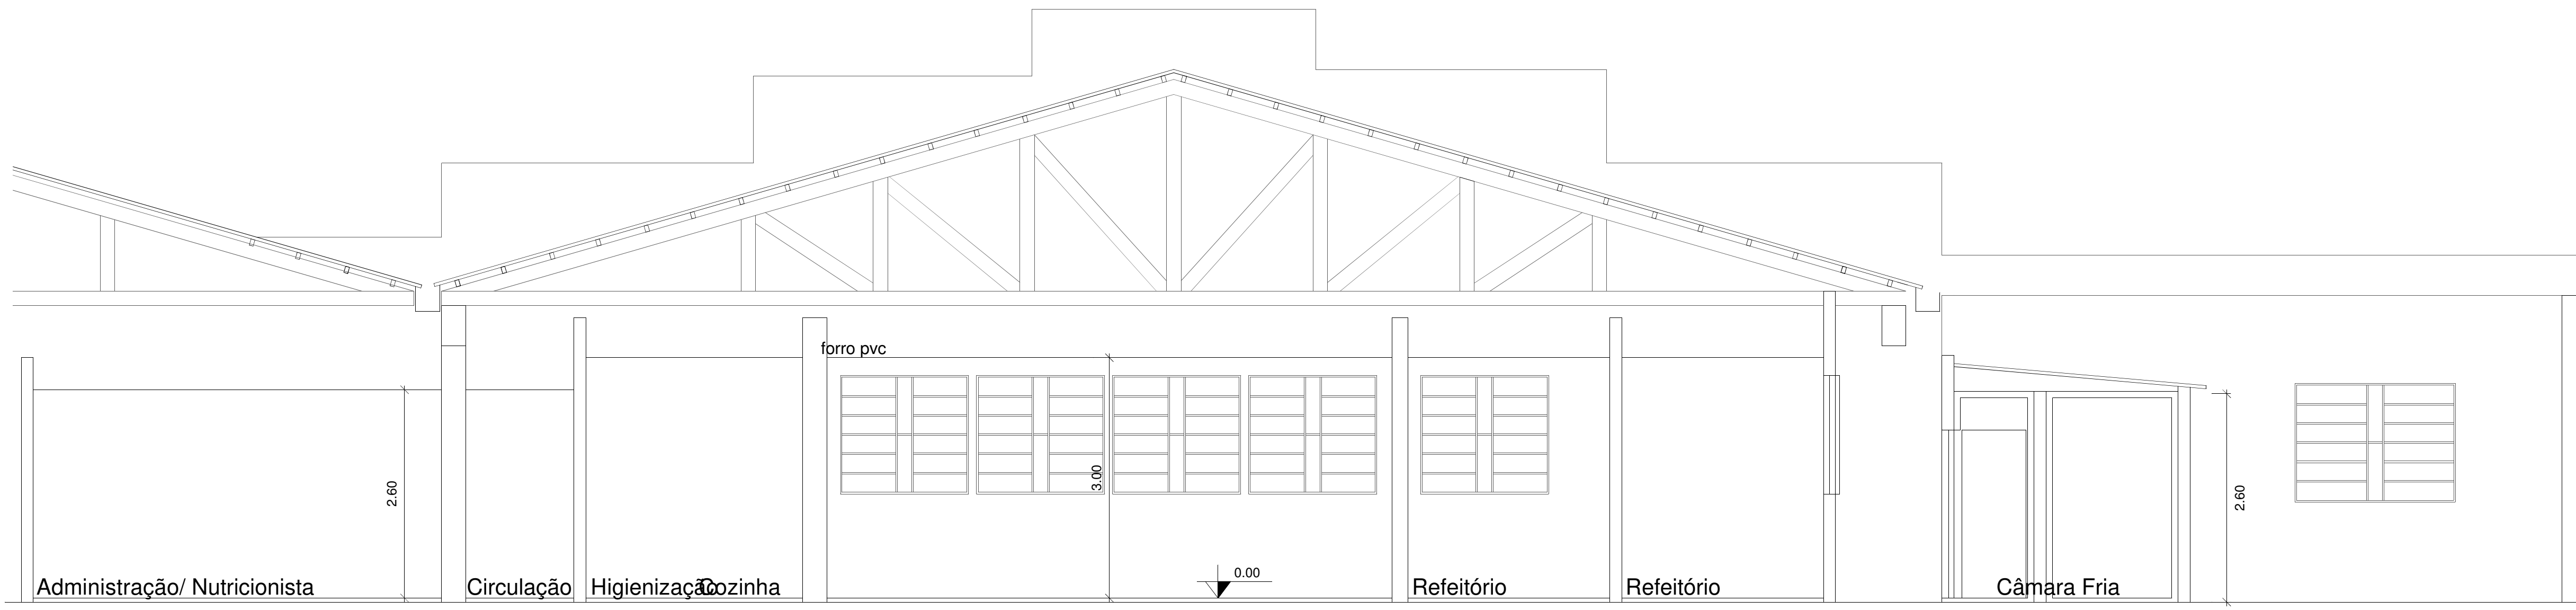 forro pvc
2.60
3.00
2.60
0.00
Administração/ Nutricionista
Circulação
Higienização
Cozinha
Refeitório
Refeitório
Câmara Fria